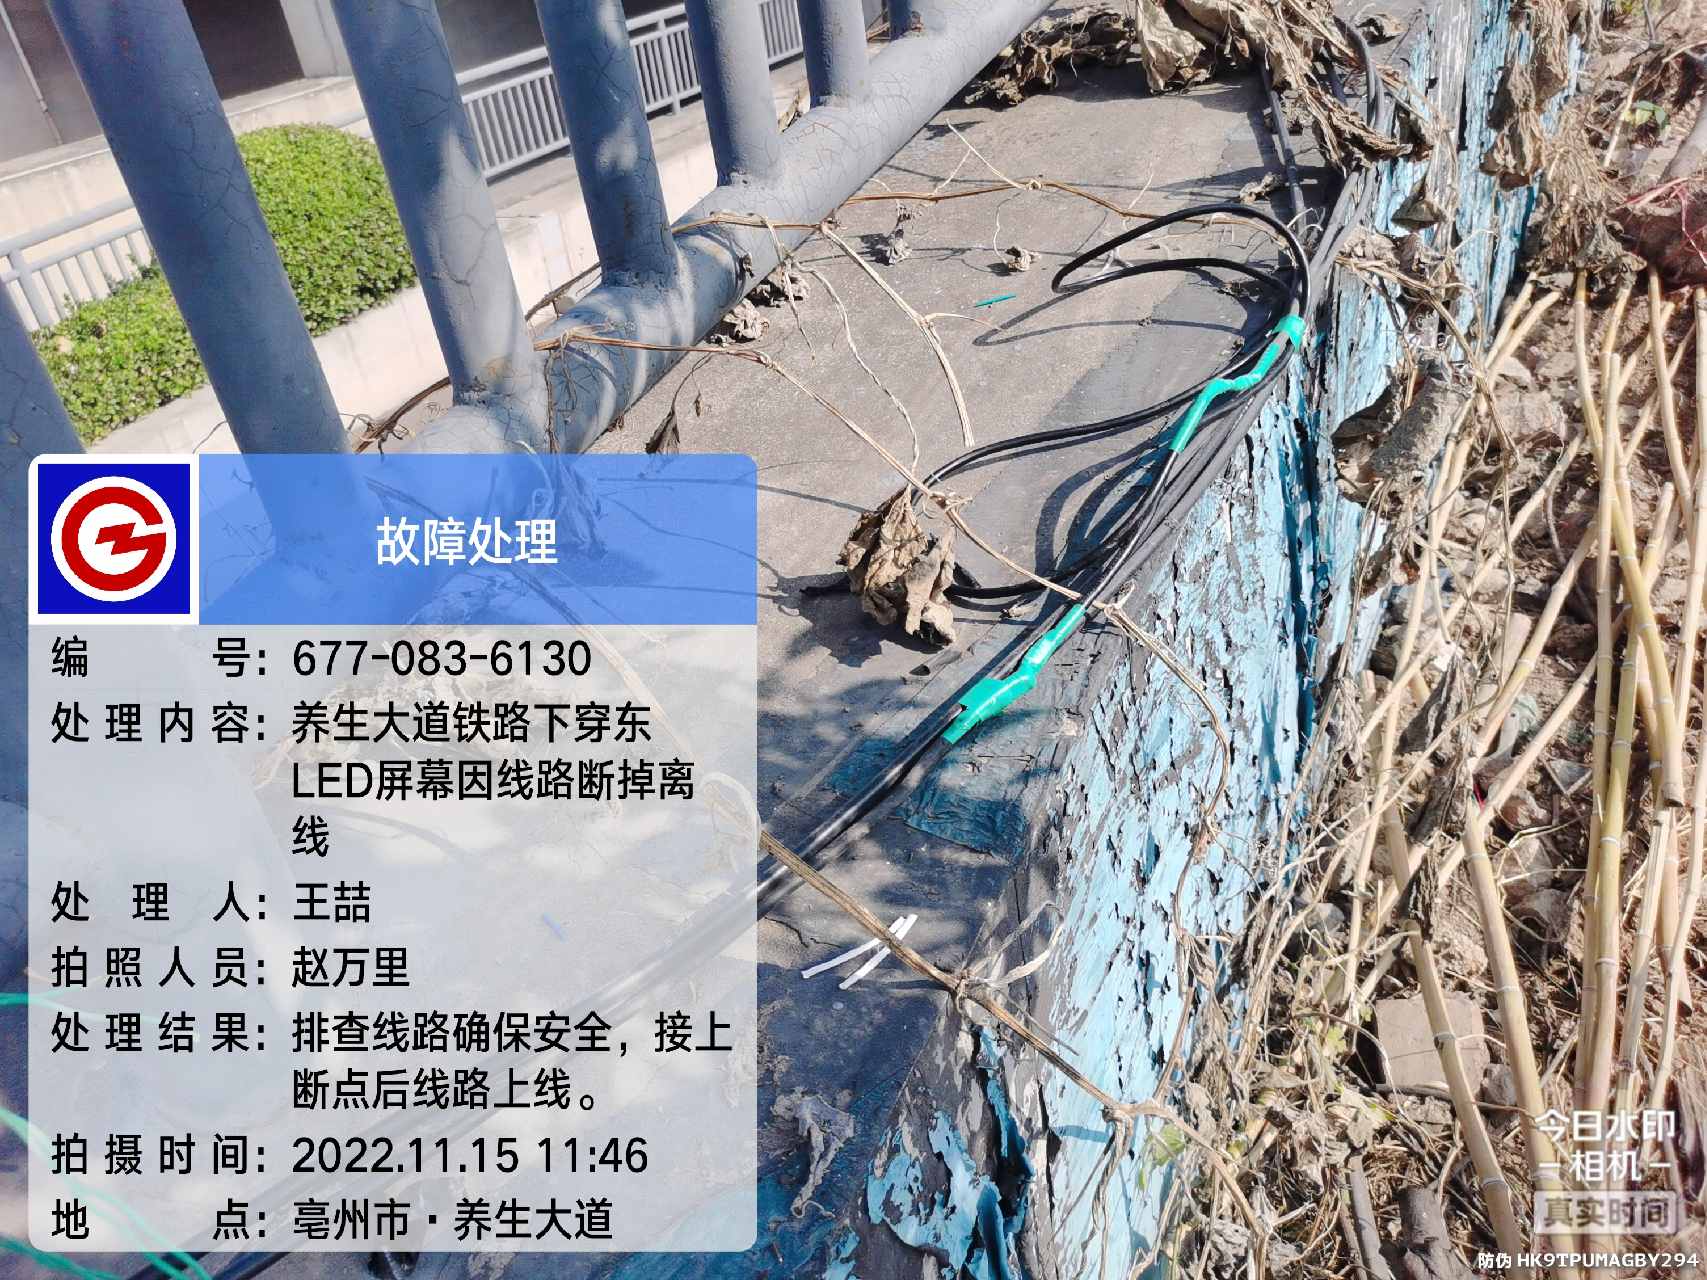 故障处理
编号：677-083-6130
处理内容：养生大道铁路下穿东
LED屏幕因线路断掉离
线
处理人：王喆
拍照人员：赵万里
处理结果：排查线路确保安全，接上
断点后线路上线。
拍摄时间：2022.11.15 11:46
地点：亳州市·养生大道
今日水印
相机
真实时间
防伪 HK9TPUMAGBY294